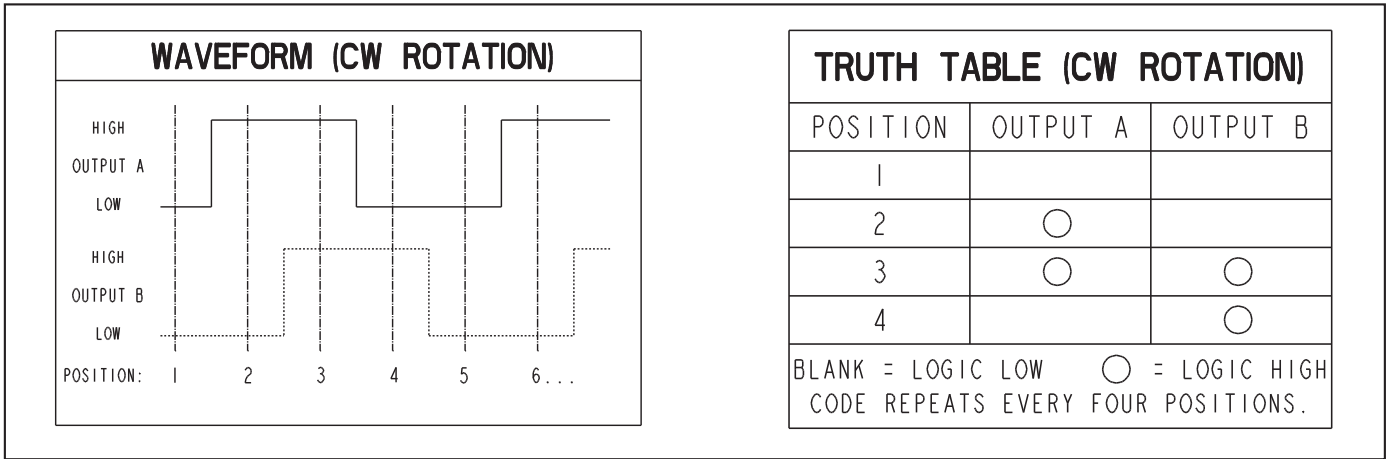 WAVEFORM (CW ROTATION)
HIGH
OUTPUT A
LOW
HIGH
OUTPUT B
LOW
POSITION: 1 2 3 4 5 6...
TRUTH TABLE (CW ROTATION)
POSITION OUTPUT A OUTPUT B
1
2
3
4
BLANK = LOGIC LOW = LOGIC HIGH
CODE REPEATS EVERY FOUR POSITIONS.